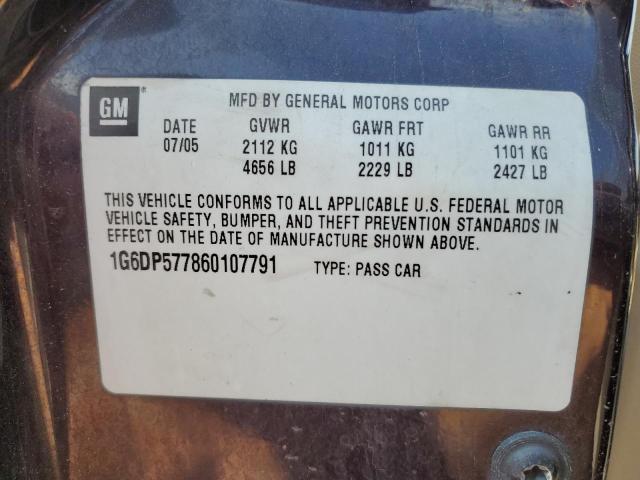 GM ® MFD BY GENERAL MOTORS CORP
DATE GVWR GAWR FRT GAWR RR
07/05 2112 KG 1011 KG 1101 KG
4656 LB 2229 LB 2427 LB
THIS VEHICLE CONFORMS TO ALL APPLICABLE U.S. FEDERAL MOTOR
VEHICLE SAFETY, BUMPER, AND THEFT PREVENTION STANDARDS IN
EFFECT ON THE DATE OF MANUFACTURE SHOWN ABOVE.
1G6DP577860107791 TYPE: PASS CAR